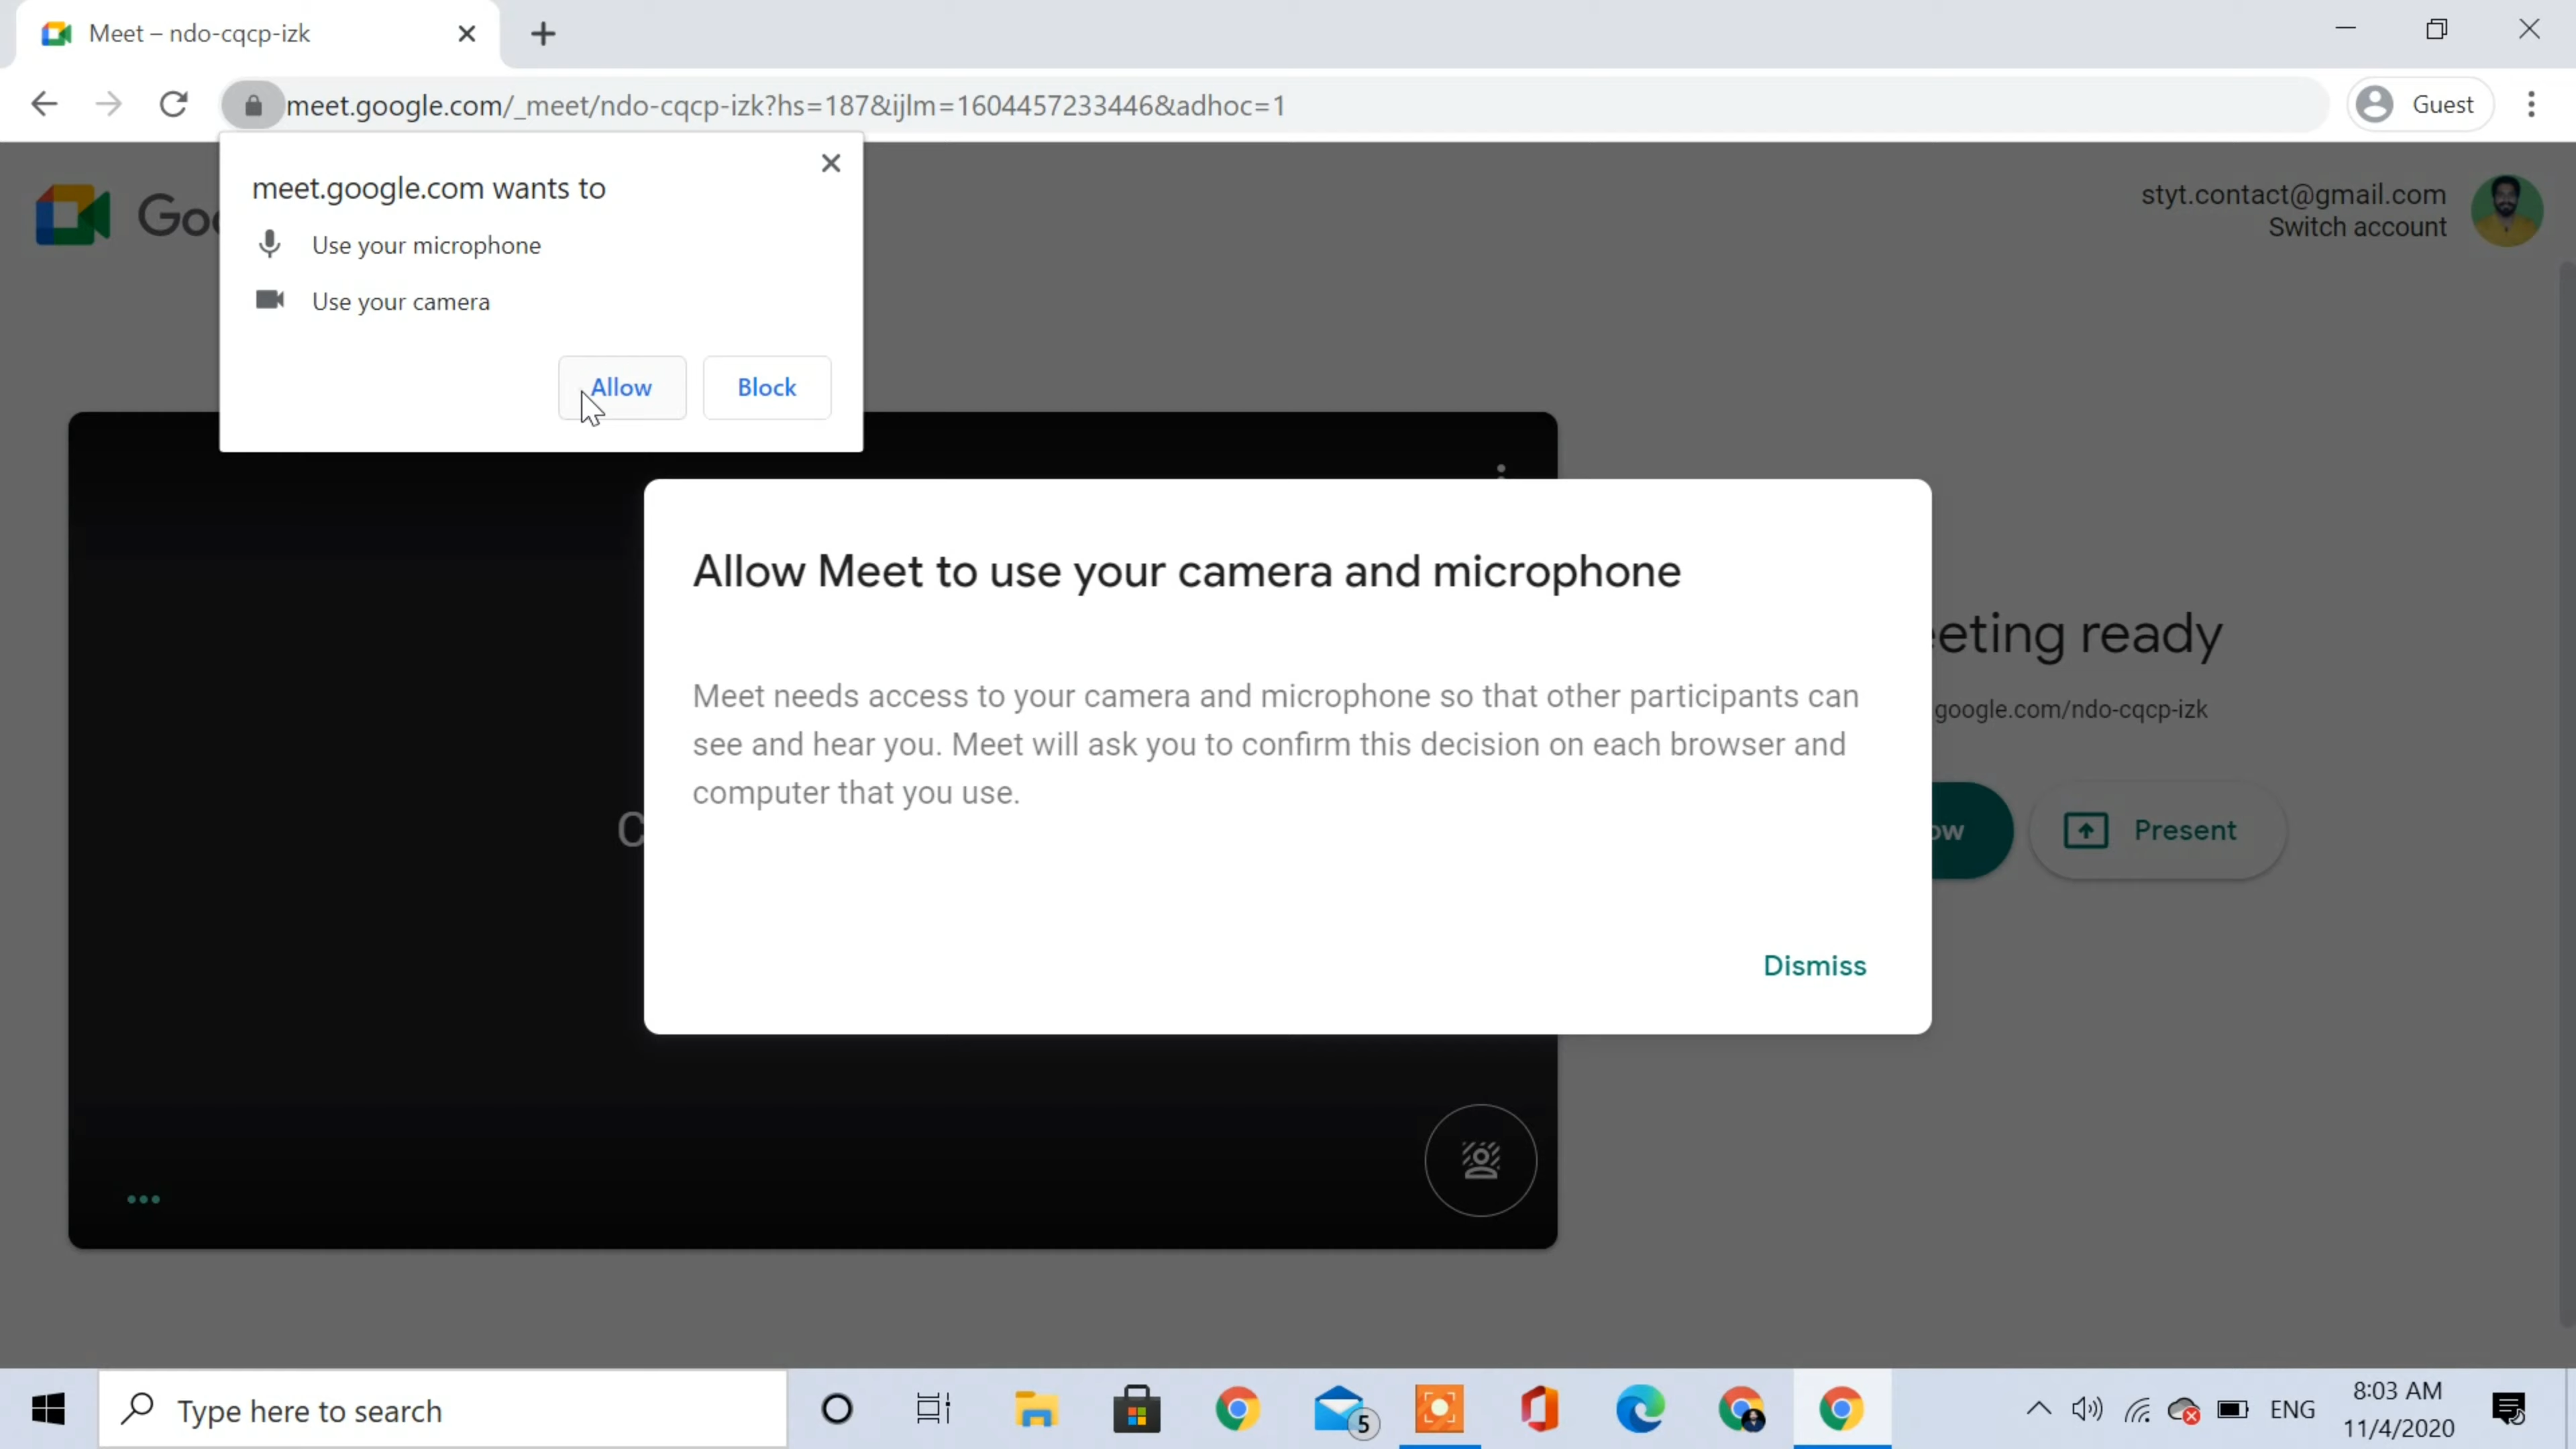 Meet – ndo-cqcp-izk
meet.google.com/_meet/ndo-cqcp-izk?hs=187&ijlm=1604457233446&adhoc=1
Guest
meet.google.com wants to
Use your microphone
Use your camera
Allow
Block
Goo
styt.contact@gmail.com
Switch account
Allow Meet to use your camera and microphone
Meet needs access to your camera and microphone so that other participants can
see and hear you. Meet will ask you to confirm this decision on each browser and
computer that you use.
Dismiss
C
eeting ready
google.com/ndo-cqcp-izk
ow
Present
Type here to search
5
ENG
8:03 AM
11/4/2020